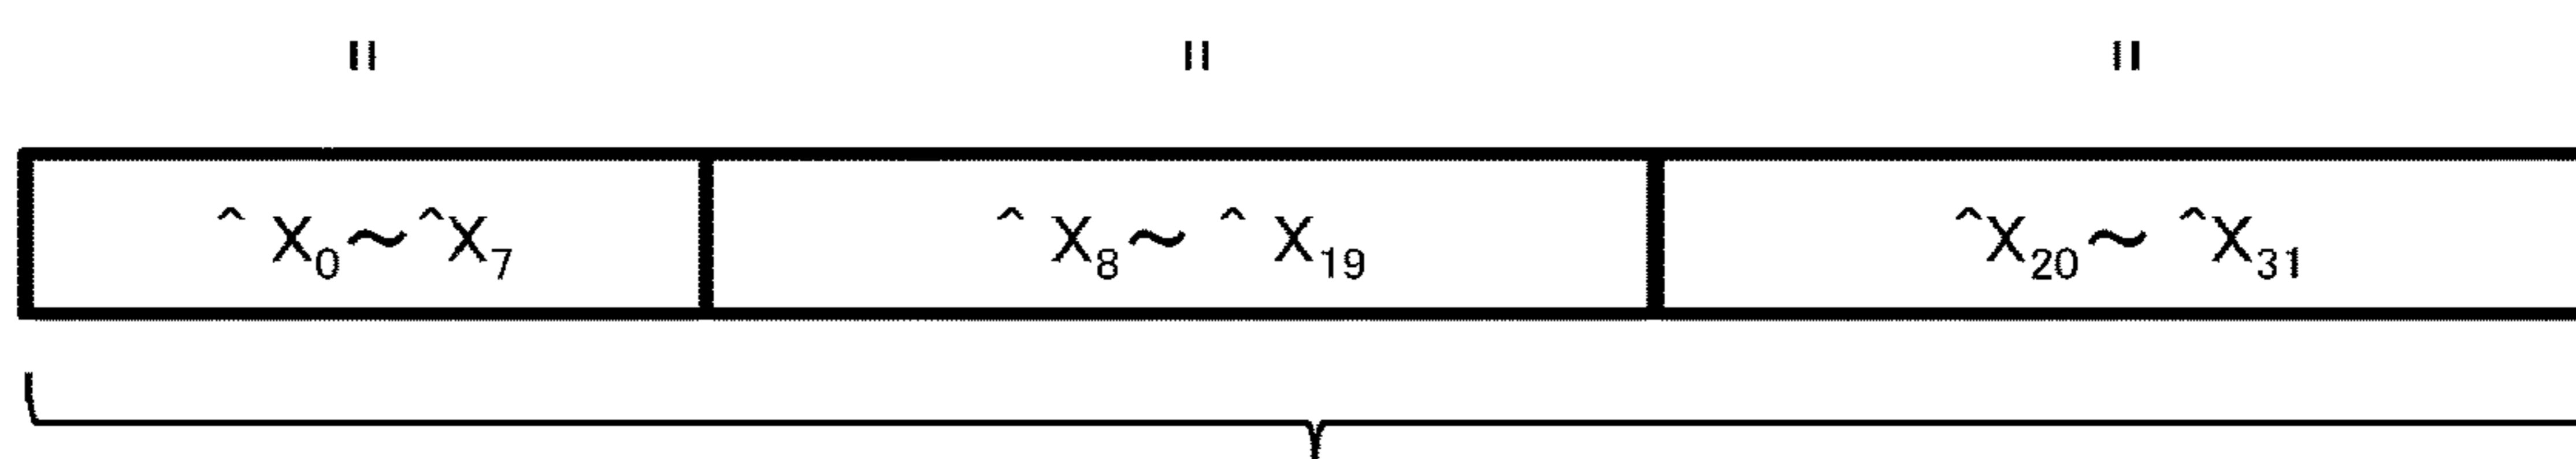 = = =
^X₀~^X₇ ^X₈~^X₁₉ ^X₂₀~^X₃₁